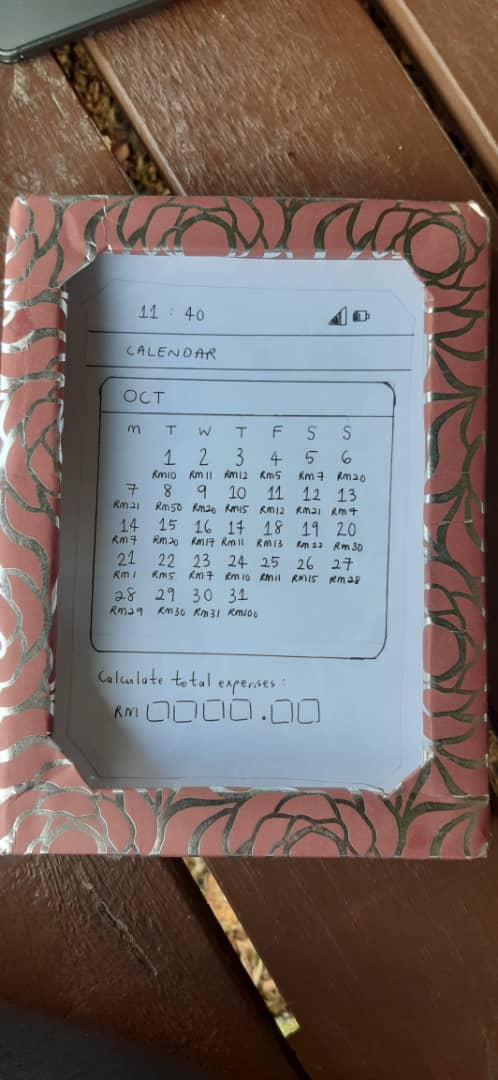 11 : 40
CALENDAR
OCT
M T W T F S S
1 2 3 4 5 6
RM10 RM11 RM12 RM5 RM7 RM20
7 8 9 10 11 12 13
RM21 RM50 RM20 RM15 RM12 RM21 RM7
14 15 16 17 18 19 20
RM7 RM20 RM17 RM11 RM13 RM22 RM30
21 22 23 24 25 26 27
RM1 RM5 RM7 RM10 RM11 RM15 RM28
28 29 30 31
RM29 RM30 RM31 RM100
Calculate total expenses :
RM .